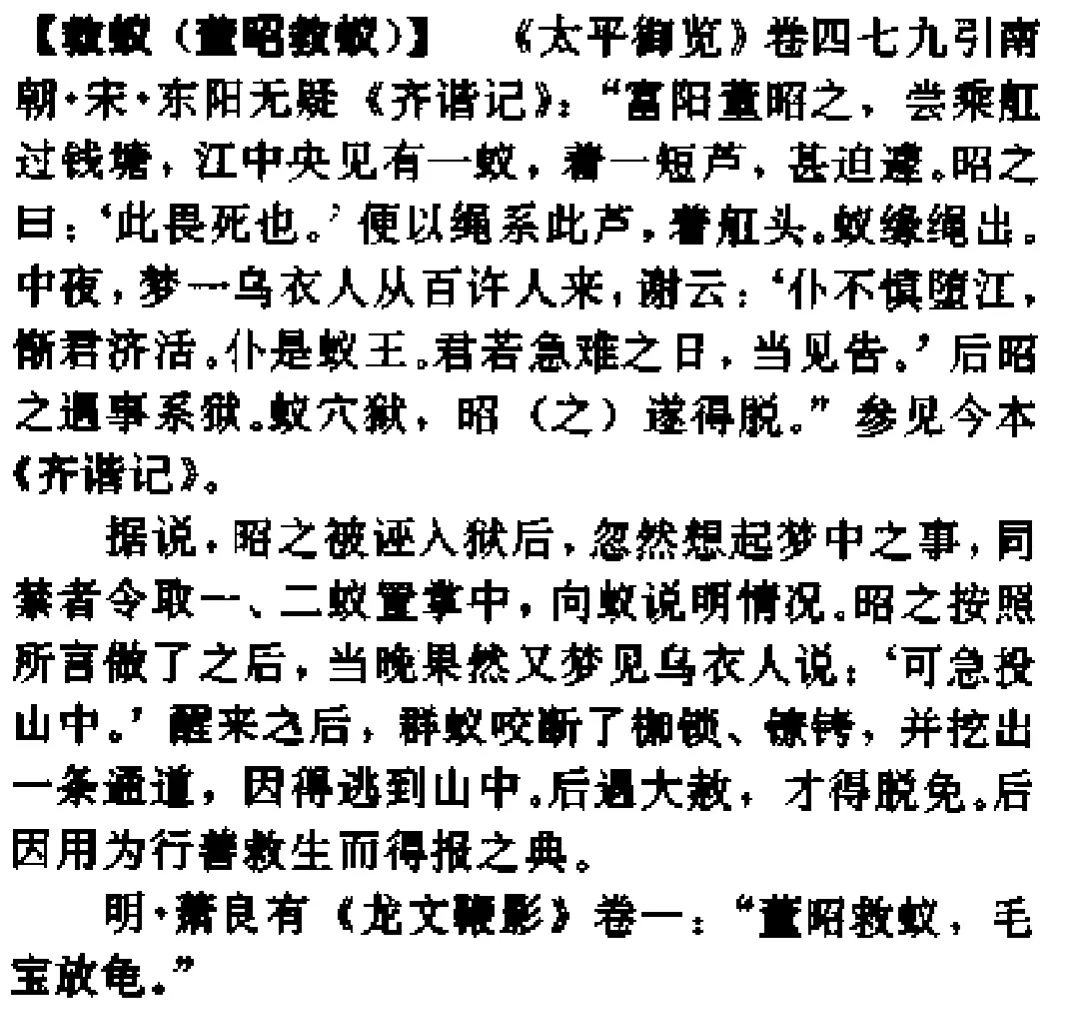 【救蚁（董昭救蚁）】　《太平御览》卷四七九引南
朝·宋·东阳无疑《齐谐记》：“富阳董昭之，尝乘舡
过钱塘，江中央见有一蚁，着一短芦，甚迫遽。昭之
曰：‘此畏死也。’便以绳系此芦，着舡头。蚁缘绳出。
中夜，梦一乌衣人从百许人来，谢云：‘仆不慎堕江，
惭君济活。仆是蚁王。君若急难之日，当见告。’后昭
之遇事系狱。蚁穴狱，昭（之）遂得脱。”参见今本
《齐谐记》。
据说，昭之被诬入狱后，忽然想起梦中之事，同
禁者令取一、二蚁置掌中，向蚁说明情况。昭之按照
所言做了之后，当晚果然又梦见乌衣人说：‘可急投
山中。’醒来之后，群蚁咬断了枷锁、镣铐，并挖出
一条通道，因得逃到山中。后遇大赦，才得脱免。后
因用为行善救生而得报之典。
明·萧良有《龙文鞭影》卷一：“董昭救蚁，毛
宝放龟。”